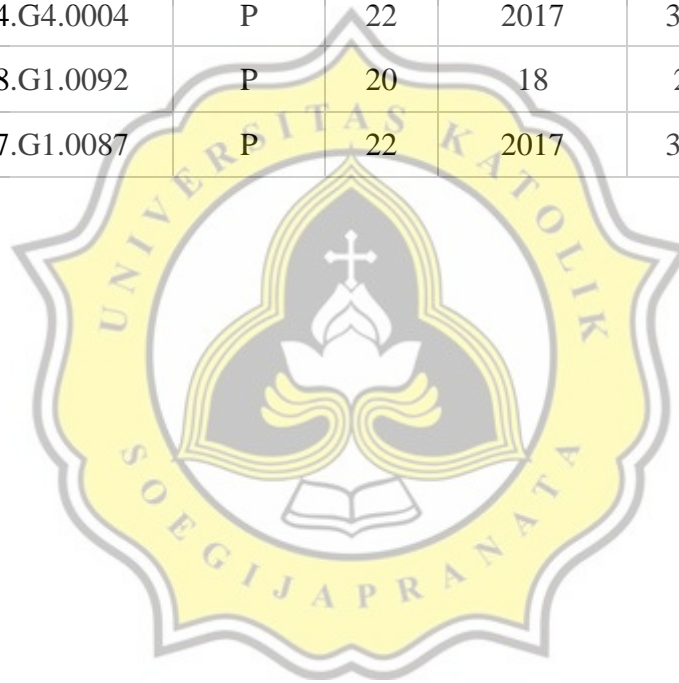 4.G4.0004 P 22 2017 3
8.G1.0092 P 20 18 2
7.G1.0087 P 22 2017 3
UNIVERSITAS KATOLIK
SOEGIJAPRANATA